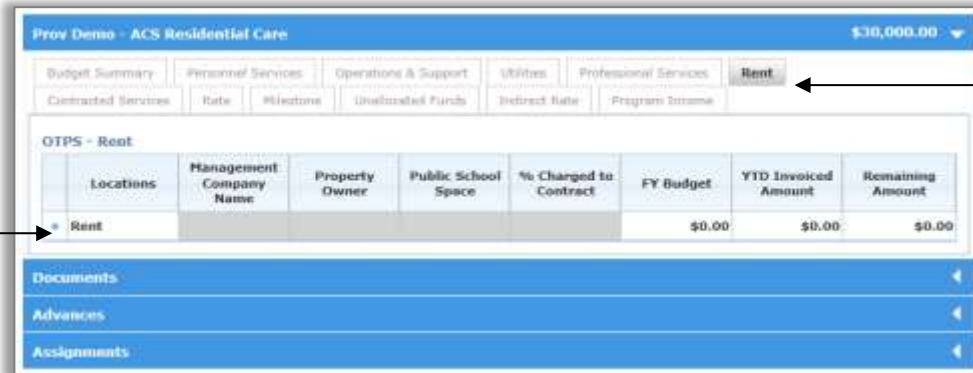 Prov Demo - ACS Residential Care $30,000.00
Budget Summary Personnel Services Operations & Support Utilities Professional Services Rent
Contracted Services Rate Milestone Unallocated Funds Indirect Rate Program Income
OTPS - Rent
Locations Management Company Name Property Owner Public School Space % Charged to Contract FY Budget YTD Invoiced Amount Remaining Amount
Rent $0.00 $0.00 $0.00
Documents
Advances
Assignments